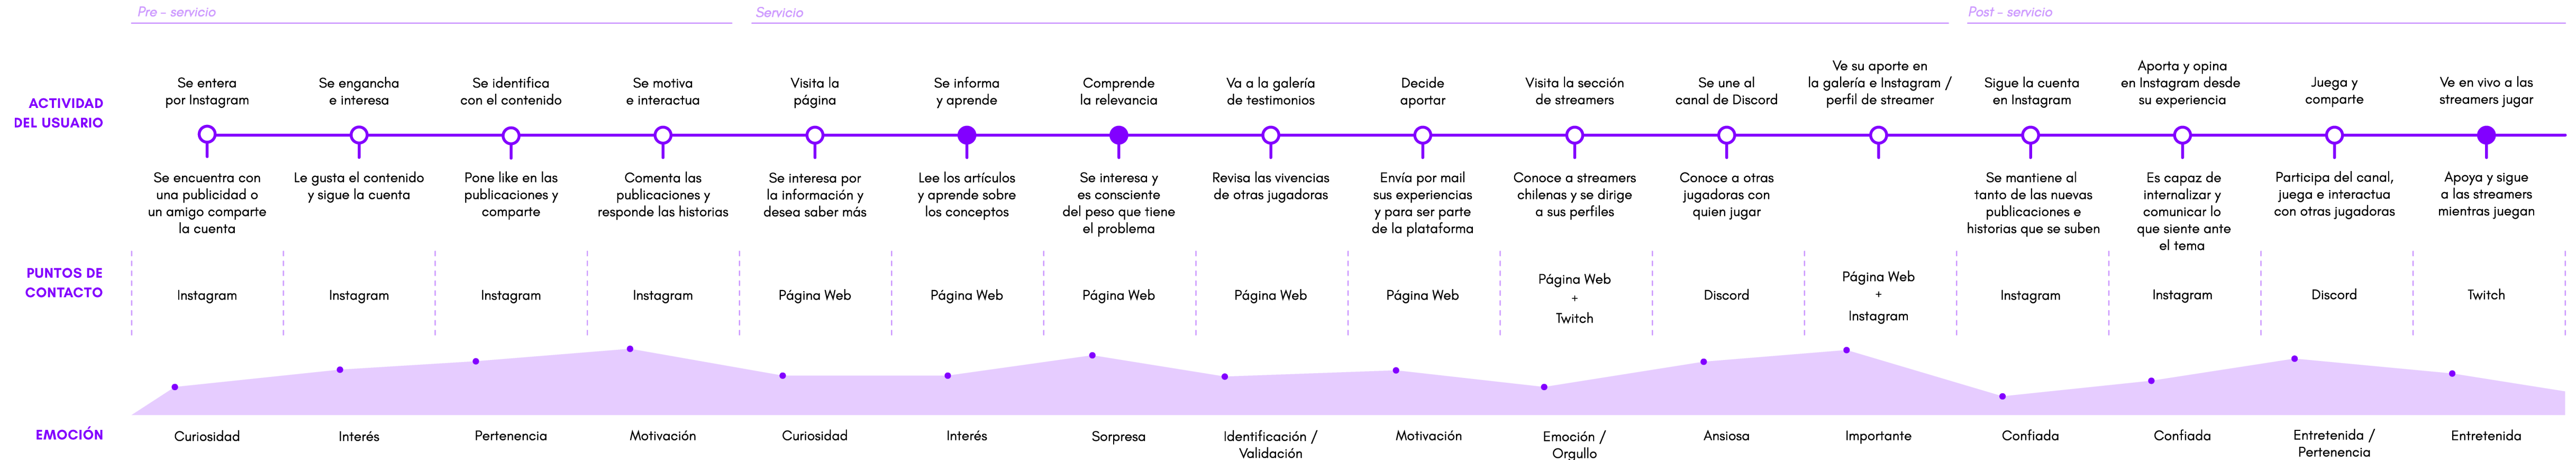 Pre - servicio
Servicio
Post - servicio
ACTIVIDAD
DEL USUARIO
Se entera
por Instagram
Se engancha
e interesa
Se identifica
con el contenido
Se motiva
e interactua
Visita la
página
Se informa
y aprende
Comprende
la relevancia
Va a la galería
de testimonios
Decide
aportar
Visita la sección
de streamers
Se une al
canal de Discord
Ve su aporte en
la galería e Instagram /
perfil de streamer
Sigue la cuenta
en Instagram
Aporta y opina
en Instagram desde
su experiencia
Juega y
comparte
Ve en vivo a las
streamers jugar
Se encuentra con
una publicidad o
un amigo comparte
la cuenta
Le gusta el contenido
y sigue la cuenta
Pone like en las
publicaciones y
comparte
Comenta las
publicaciones y
responde las historias
Se interesa por
la información y
desea saber más
Lee los artículos
y aprende sobre
los conceptos
Se interesa y
es consciente
del peso que tiene
el problema
Revisa las vivencias
de otras jugadoras
Envía por mail
sus experiencias
y para ser parte
de la plataforma
Conoce a streamers
chilenas y se dirige
a sus perfiles
Conoce a otras
jugadoras con
quien jugar
Se mantiene al
tanto de las nuevas
publicaciones e
historias que se suben
Es capaz de
internalizar y
comunicar lo
que siente ante
el tema
Participa del canal,
juega e interactua
con otras jugadoras
Apoya y sigue
a las streamers
mientras juegan
PUNTOS DE
CONTACTO
Instagram
Instagram
Instagram
Instagram
Página Web
Página Web
Página Web
Página Web
Página Web
Página Web
+
Twitch
Discord
Página Web
+
Instagram
Instagram
Instagram
Discord
Twitch
EMOCIÓN
Curiosidad
Interés
Pertenencia
Motivación
Curiosidad
Interés
Sorpresa
Identificación /
Validación
Motivación
Emoción /
Orgullo
Ansiosa
Importante
Confiada
Confiada
Entretenida /
Pertenencia
Entretenida